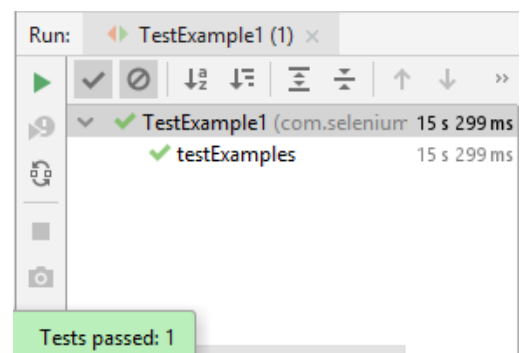 Run: TestExample1 (1)
TestExample1 (com.selenium 15 s 299 ms
testExamples 15 s 299 ms
Tests passed: 1